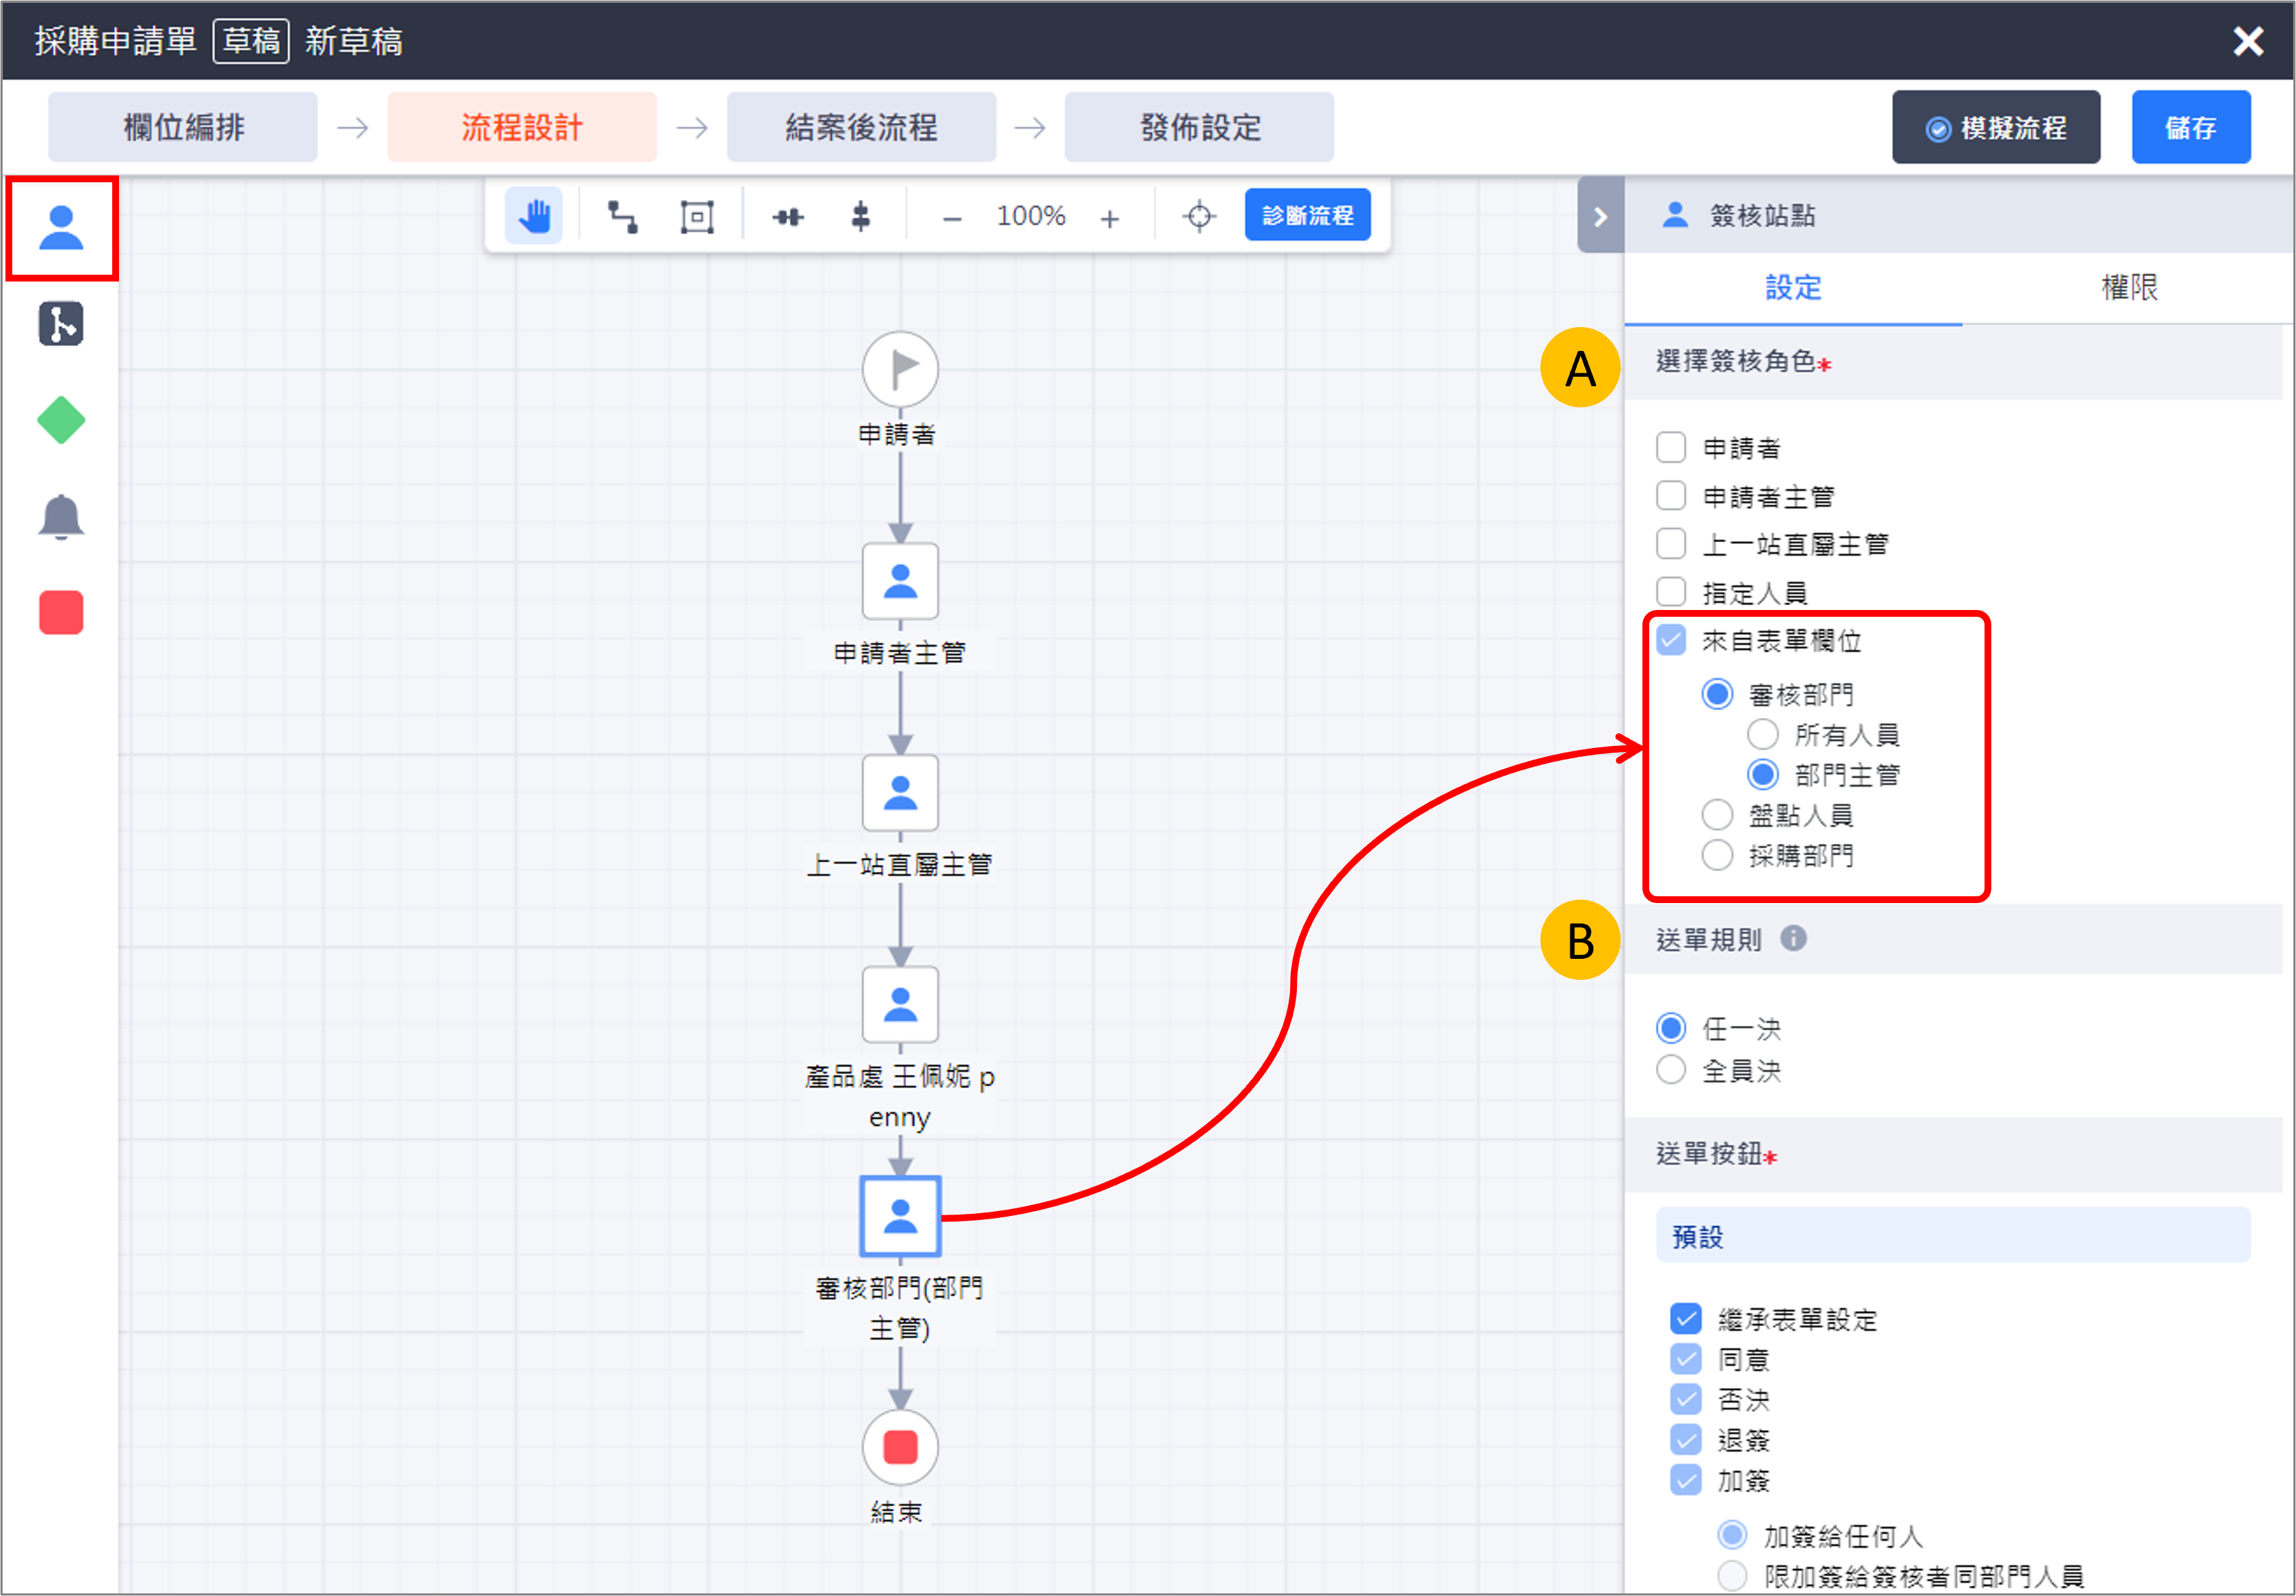 採購申請單 草稿 新草稿
欄位編排 流程設計 結案後流程 發佈設定
模擬流程 儲存
100% 診斷流程
申請者
申請者主管
上一站直屬主管
產品處 王佩妮 p
enny
審核部門(部門
主管)
結束
簽核站點
設定 權限
A
選擇簽核角色*
申請者
申請者主管
上一站直屬主管
指定人員
來自表單欄位
審核部門
所有人員
部門主管
盤點人員
採購部門
B
送單規則
任一決
全員決
送單按鈕*
預設
繼承表單設定
同意
否決
退簽
加簽
加簽給任何人
限加簽給簽核者同部門人員